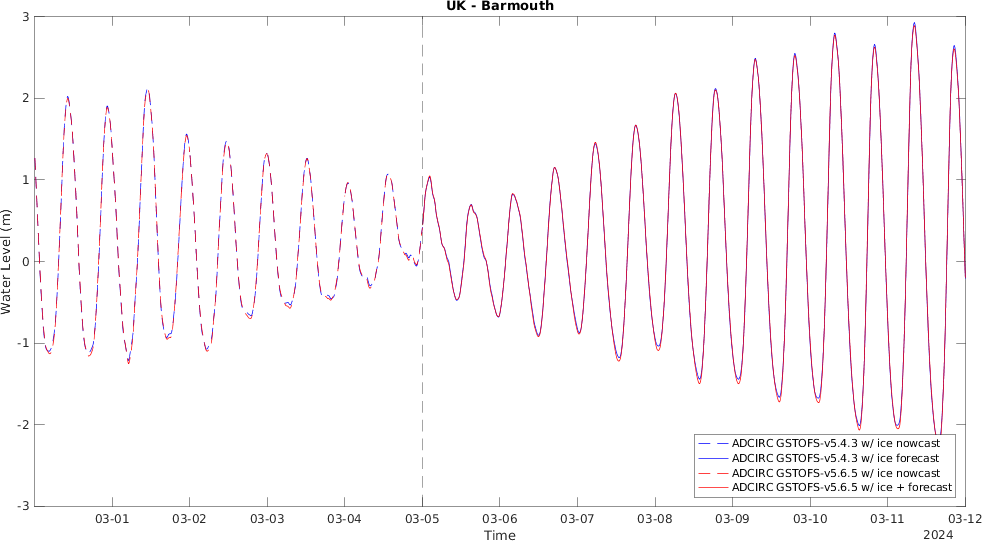 UK - Barmouth
3
2
1
0
-1
-2
-3
Water Level (m)
03-01 03-02 03-03 03-04 03-05 03-06 03-07 03-08 03-09 03-10 03-11 03-12
Time
2024
ADCIRC GSTOFS-v5.4.3 w/ ice nowcast
ADCIRC GSTOFS-v5.4.3 w/ ice forecast
ADCIRC GSTOFS-v5.6.5 w/ ice nowcast
ADCIRC GSTOFS-v5.6.5 w/ ice + forecast